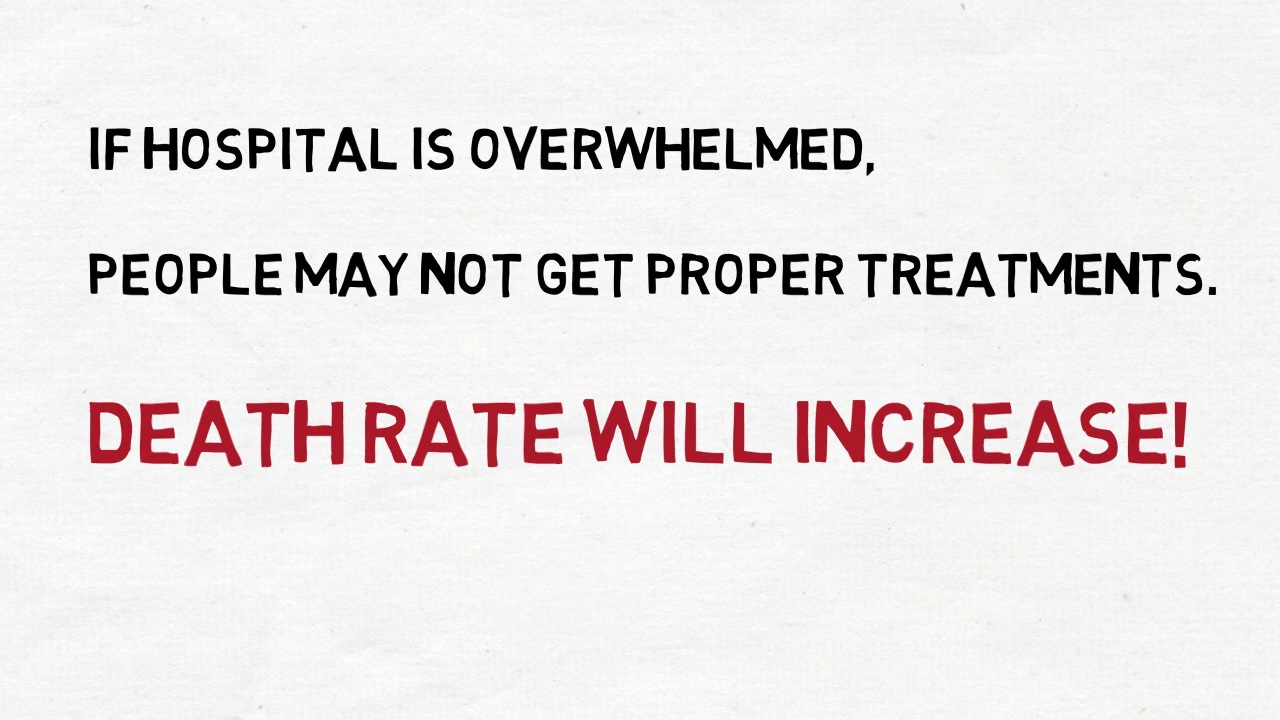 IF HOSPITAL IS OVERWHELMED,
PEOPLE MAY NOT GET PROPER TREATMENTS.
DEATH RATE WILL INCREASE!